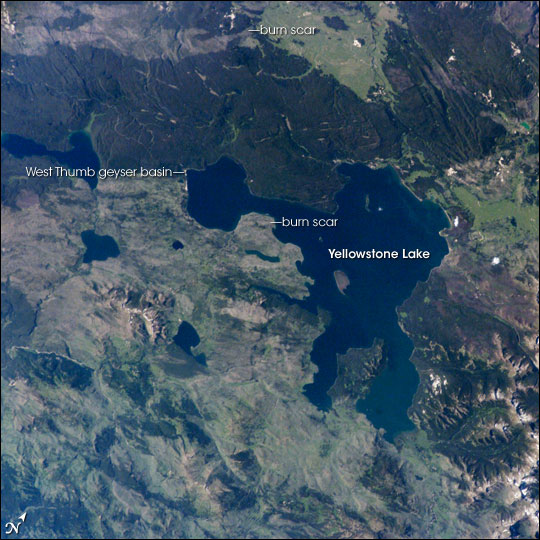 burn scar
West Thumb geyser basin
burn scar
Yellowstone Lake
N